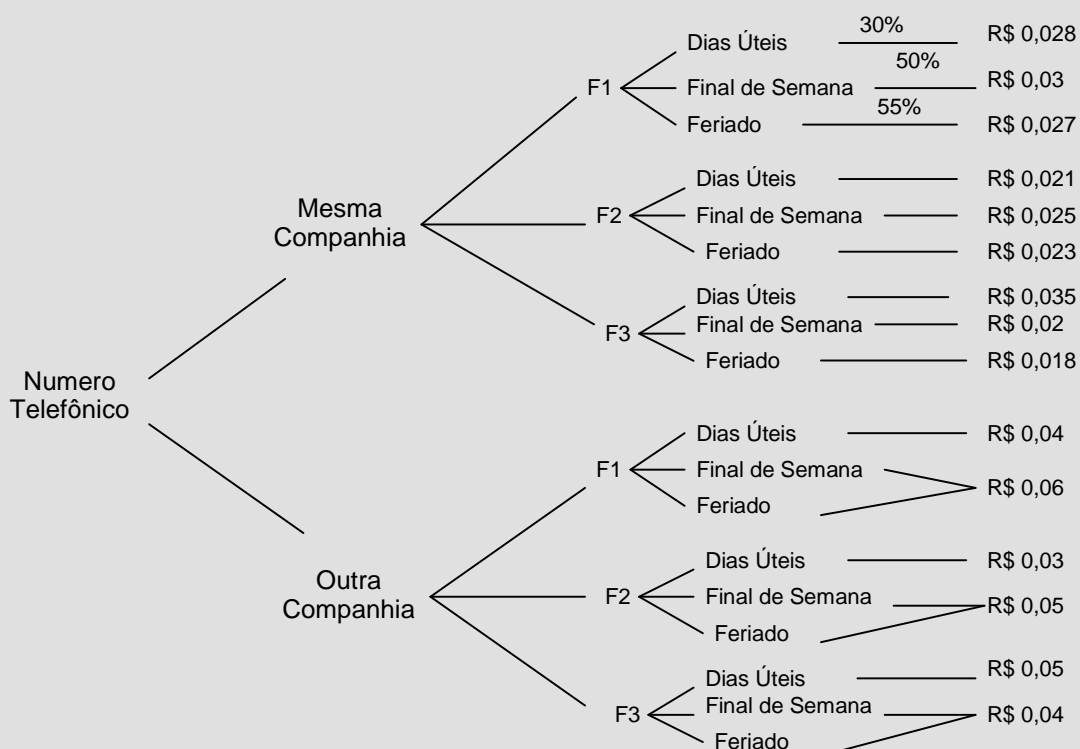 30%
Dias Úteis R$ 0,028
50%
F1 Final de Semana R$ 0,03
55%
Feriado R$ 0,027
Dias Úteis R$ 0,021
Mesma
Companhia
F2 Final de Semana R$ 0,025
Feriado R$ 0,023
Dias Úteis R$ 0,035
F3 Final de Semana R$ 0,02
Feriado R$ 0,018
Numero
Telefônico
Dias Úteis R$ 0,04
F1 Final de Semana
R$ 0,06
Feriado
Dias Úteis R$ 0,03
Outra
Companhia
F2 Final de Semana R$ 0,05
Feriado
Dias Úteis R$ 0,05
F3 Final de Semana R$ 0,04
Feriado